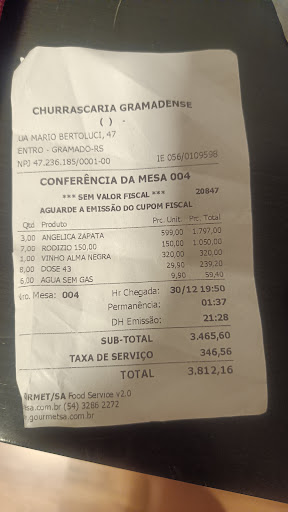 CHURRASCARIA GRAMADENSE
( ) -
UA MARIO BERTOLUCI, 47
ENTRO - GRAMADO-RS
NPJ 47.236.185/0001-00 IE 056/0109598
CONFERÊNCIA DA MESA 004
*** SEM VALOR FISCAL *** 20847
AGUARDE A EMISSÃO DO CUPOM FISCAL
Qtd Produto Prc. Unit Prc. Total
3,00 ANGELICA ZAPATA 599,00 1.797,00
7,00 RODIZIO 150,00 150,00 1.050,00
1,00 VINHO ALMA NEGRA 320,00 320,00
8,00 DOSE 43 29,90 239,20
6,00 AGUA SEM GAS 9,90 59,40
Nro. Mesa: 004 Hr Chegada: 30/12 19:50
Permanência: 01:37
DH Emissão: 21:28
SUB-TOTAL 3.465,60
TAXA DE SERVIÇO 346,56
TOTAL 3.812,16
URMET/SA Food Service v2.0
tsa.com.br (54) 3286 2272
.gourmetsa.com.br